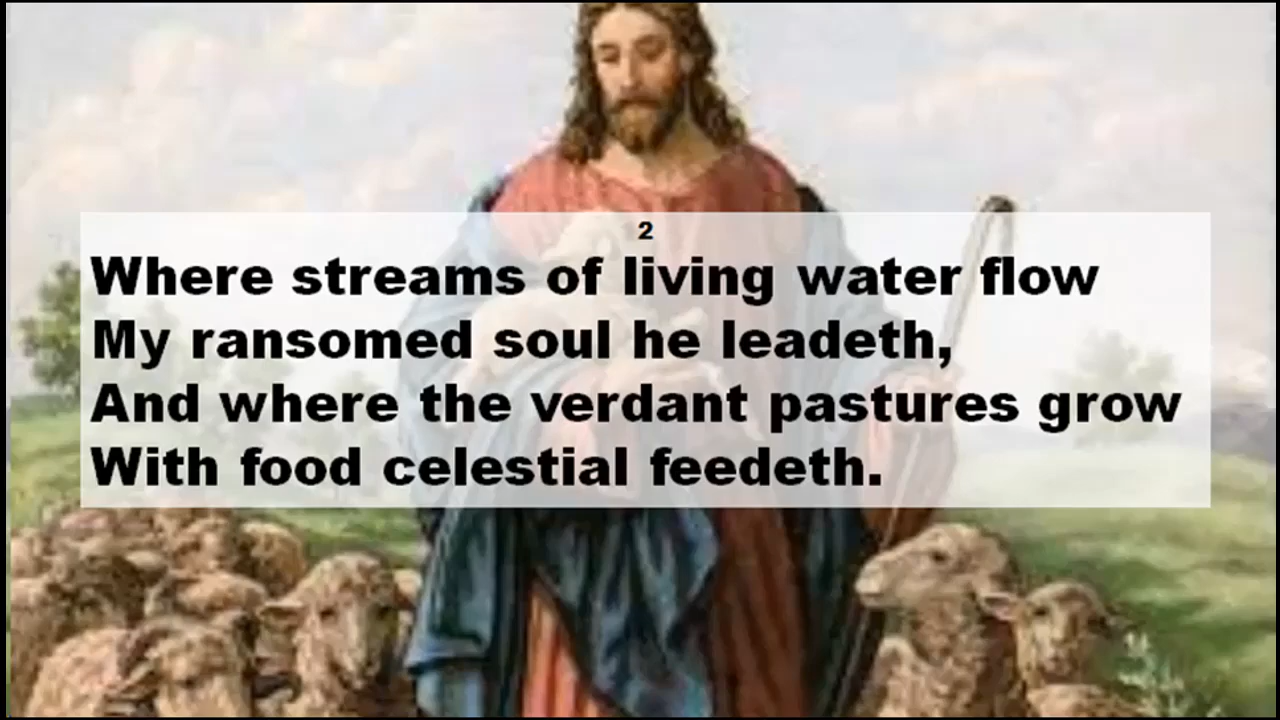 2
Where streams of living water flow
My ransomed soul he leadeth,
And where the verdant pastures grow
With food celestial feedeth.